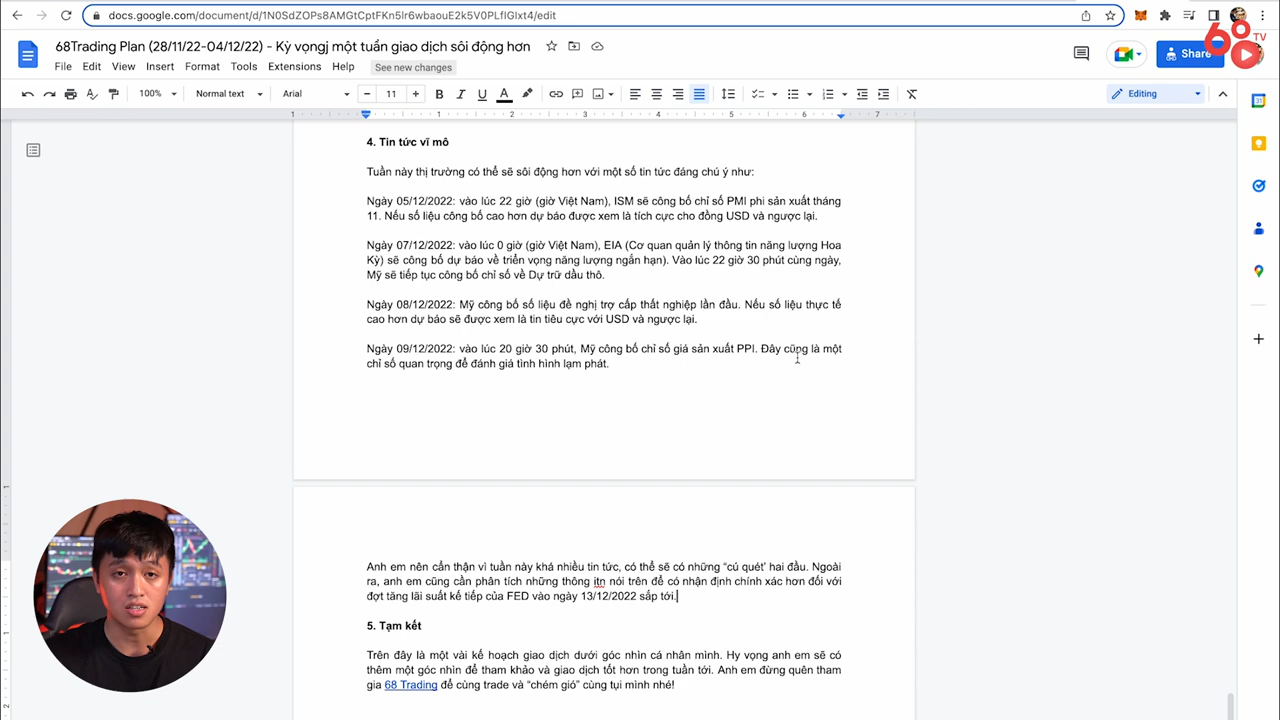 docs.google.com/document/d/1N0SdZOPs8AMGtCptFKn5lr6wbaouE2k5V0PLfIGlxt4/edit
68Trading Plan (28/11/22-04/12/22) - Kỳ vọngj một tuần giao dịch sôi động hơn
68 TV
File Edit View Insert Format Tools Extensions Help See new changes
Share
100% Normal text Arial 11 Editing
1 1 2 3 4 5 6 7
4. Tin tức vĩ mô
Tuần này thị trường có thể sẽ sôi động hơn với một số tin tức đáng chú ý như:
Ngày 05/12/2022: vào lúc 22 giờ (giờ Việt Nam), ISM sẽ công bố chỉ số PMI phi sản xuất tháng
11. Nếu số liệu công bố cao hơn dự báo được xem là tích cực cho đồng USD và ngược lại.
Ngày 07/12/2022: vào lúc 0 giờ (giờ Việt Nam), EIA (Cơ quan quản lý thông tin năng lượng Hoa
Kỳ) sẽ công bố dự báo về triển vọng năng lượng ngắn hạn). Vào lúc 22 giờ 30 phút cùng ngày,
Mỹ sẽ tiếp tục công bố chỉ số về Dự trữ dầu thô.
Ngày 08/12/2022: Mỹ công bố số liệu đề nghị trợ cấp thất nghiệp lần đầu. Nếu số liệu thực tế
cao hơn dự báo sẽ được xem là tin tiêu cực với USD và ngược lại.
Ngày 09/12/2022: vào lúc 20 giờ 30 phút, Mỹ công bố chỉ số giá sản xuất PPI. Đây cũng là một
chỉ số quan trọng để đánh giá tình hình lạm phát.
Anh em nên cẩn thận vì tuần này khá nhiều tin tức, có thể sẽ có những “cú quét’ hai đầu. Ngoài
ra, anh em cũng cần phân tích những thông itn nói trên để có nhận định chính xác hơn đối với
đợt tăng lãi suất kế tiếp của FED vào ngày 13/12/2022 sắp tới.
5. Tạm kết
Trên đây là một vài kế hoạch giao dịch dưới góc nhìn cá nhân mình. Hy vọng anh em sẽ có
thêm một góc nhìn để tham khảo và giao dịch tốt hơn trong tuần tới. Anh em đừng quên tham
gia 68 Trading để cùng trade và “chém gió” cùng tụi mình nhé!